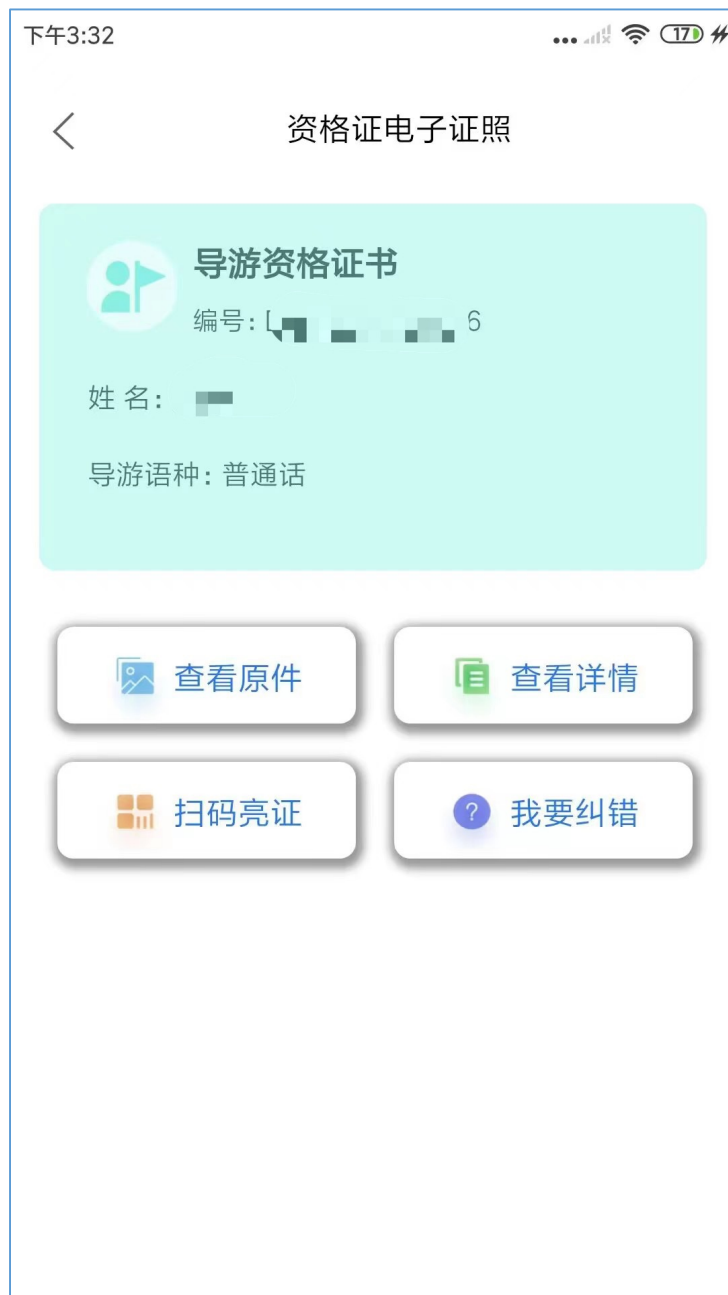 下午3:32
17
资格证电子证照
导游资格证书
编号: 6
姓 名:
导游语种: 普通话
查看原件
查看详情
扫码亮证
? 我要纠错